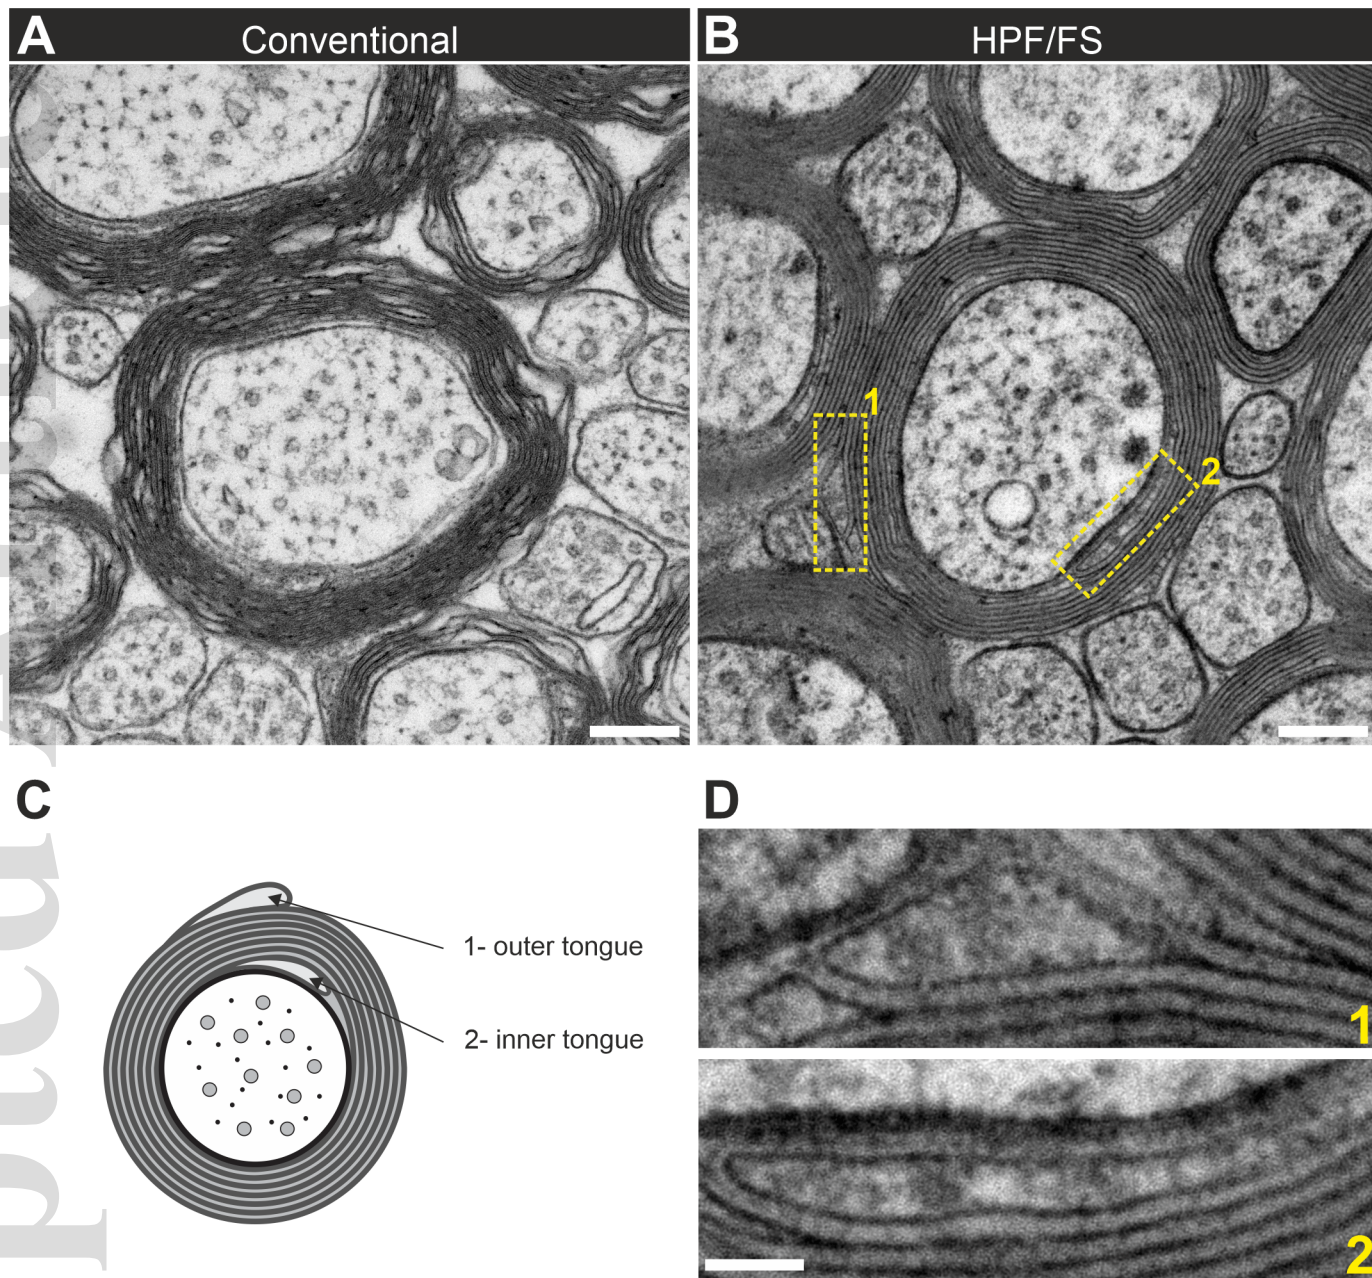 A
Conventional
B
HPF/FS
1
2
C
1- outer tongue
2- inner tongue
D
1
2